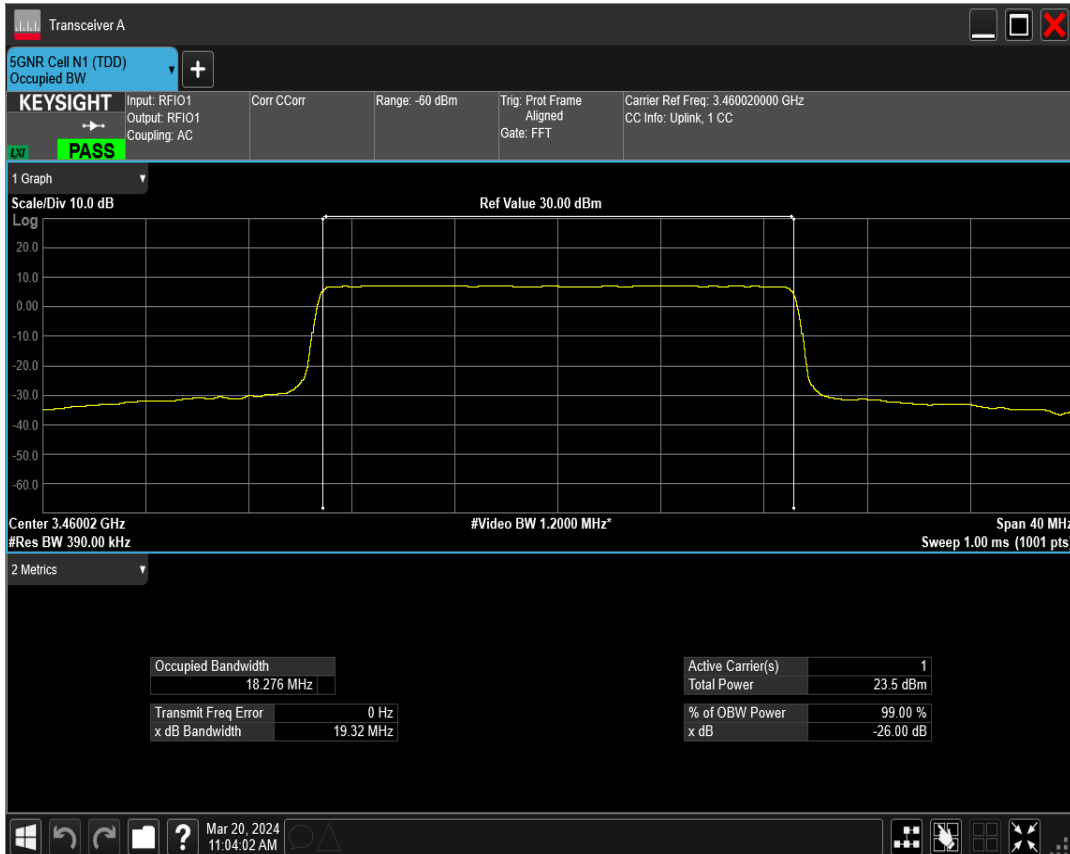 Transceiver A
5GNR Cell N1 (TDD)
Occupied BW
+
KEYSIGHT
LXI
PASS
Input: RFIO1
Output: RFIO1
Coupling: AC
Corr CCorr
Range: -60 dBm
Trig: Prot Frame
Aligned
Gate: FFT
Carrier Ref Freq: 3.460020000 GHz
CC Info: Uplink, 1 CC
1 Graph
Scale/Div 10.0 dB
Ref Value 30.00 dBm
Log
20.0
10.0
0.00
-10.0
-20.0
-30.0
-40.0
-50.0
-60.0
Center 3.46002 GHz
#Video BW 1.2000 MHz*
Span 40 MHz
#Res BW 390.00 kHz
Sweep 1.00 ms (1001 pts)
2 Metrics
Occupied Bandwidth
18.276 MHz
Transmit Freq Error 0 Hz
x dB Bandwidth 19.32 MHz
Active Carrier(s) 1
Total Power 23.5 dBm
% of OBW Power 99.00 %
x dB -26.00 dB
?
Mar 20, 2024
11:04:02 AM